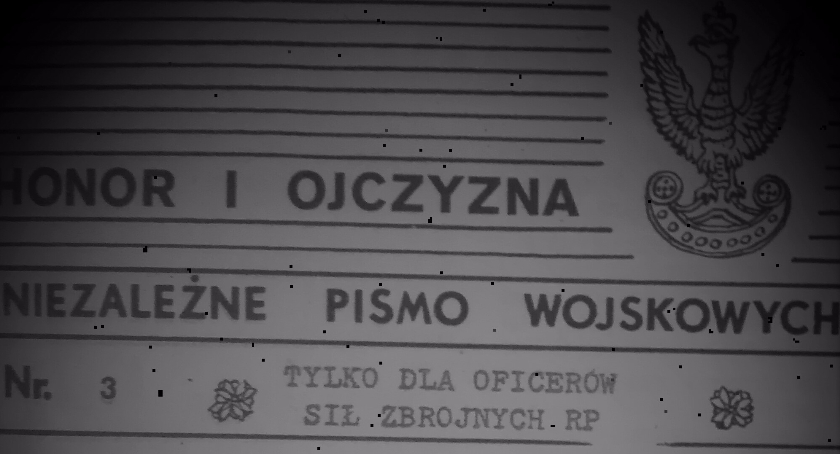 HONOR I OJCZYZNA
NIEZALEŻNE PISMO WOJSKOWYCH
Nr. 3
TYLKO DLA OFICERÓW
SIŁ ZBROJNYCH RP